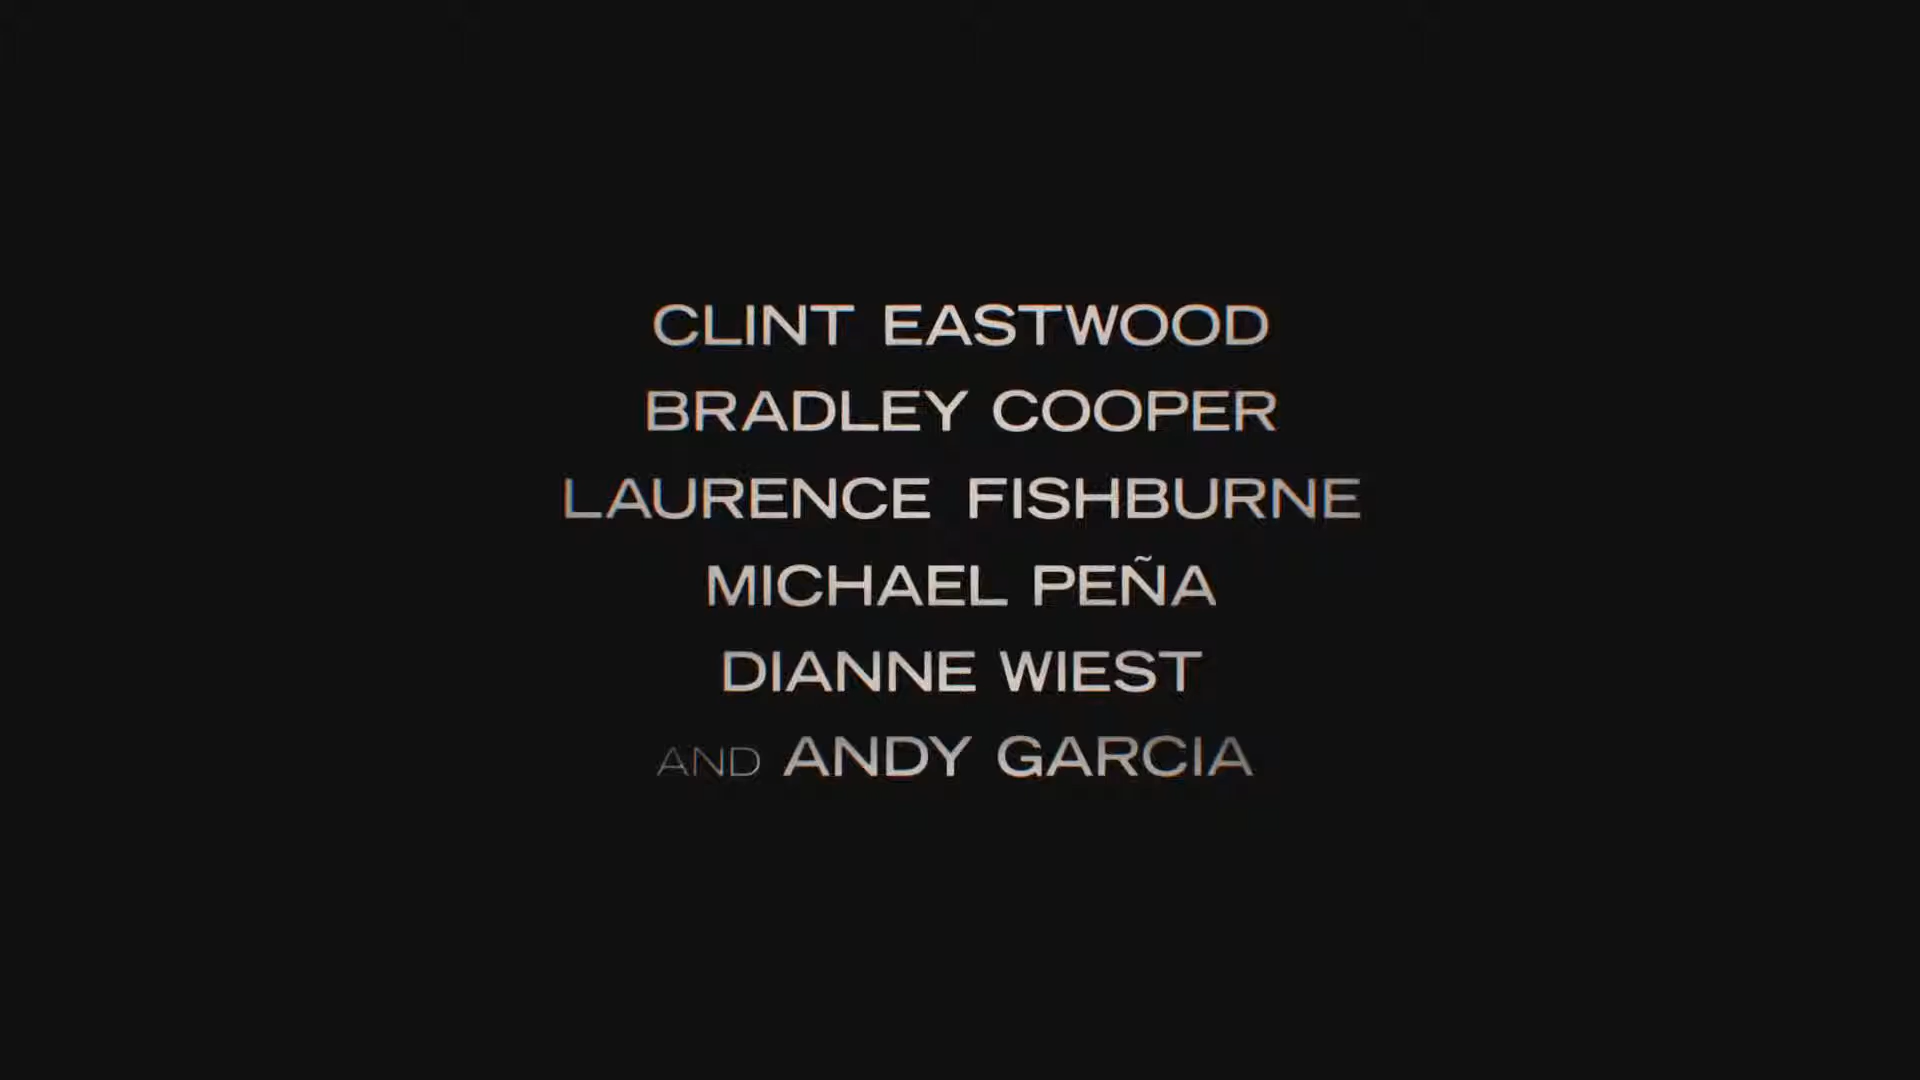 CLINT EASTWOOD
BRADLEY COOPER
LAURENCE FISHBURNE
MICHAEL PEÑA
DIANNE WIEST
AND ANDY GARCIA